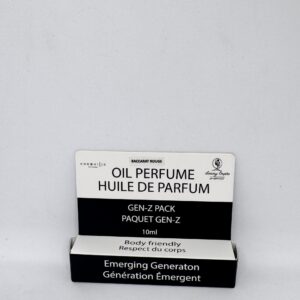 BACCARAT ROUGE
OIL PERFUME
HUILE DE PARFUM
GEN-Z PACK
PAQUET GEN-Z
10ml
Body friendly
Respect du corps
Emerging Generaton
Génération Émergent